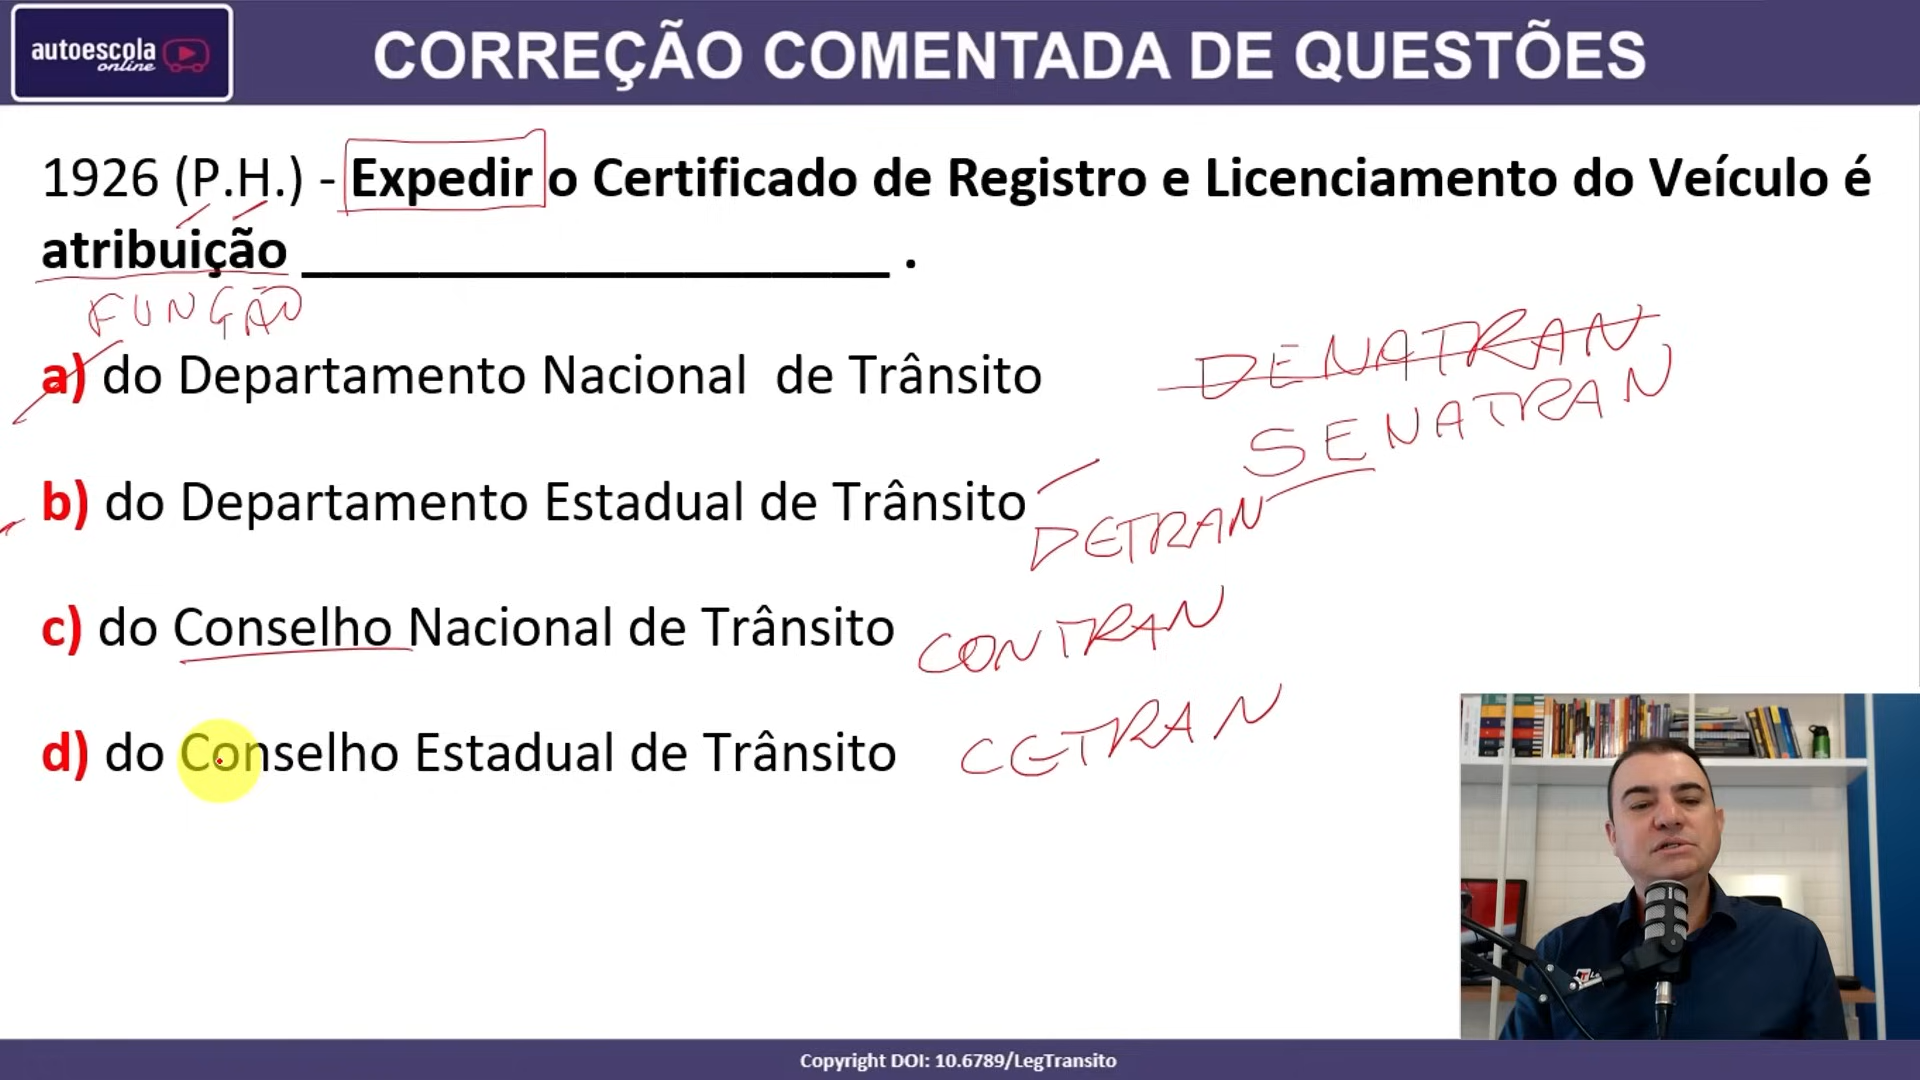 autoescola
online
CORREÇÃO COMENTADA DE QUESTÕES
1926 (P.H.) - Expedir o Certificado de Registro e Licenciamento do Veículo é
atribuição ____________________ .
FUNÇÃO
a) do Departamento Nacional de Trânsito
DENATRAN
SENATRAN
b) do Departamento Estadual de Trânsito
DETRAN
c) do Conselho Nacional de Trânsito
CONTRAN
d) do Conselho Estadual de Trânsito
CETRAN
Copyright DOI: 10.6789/LegTransito